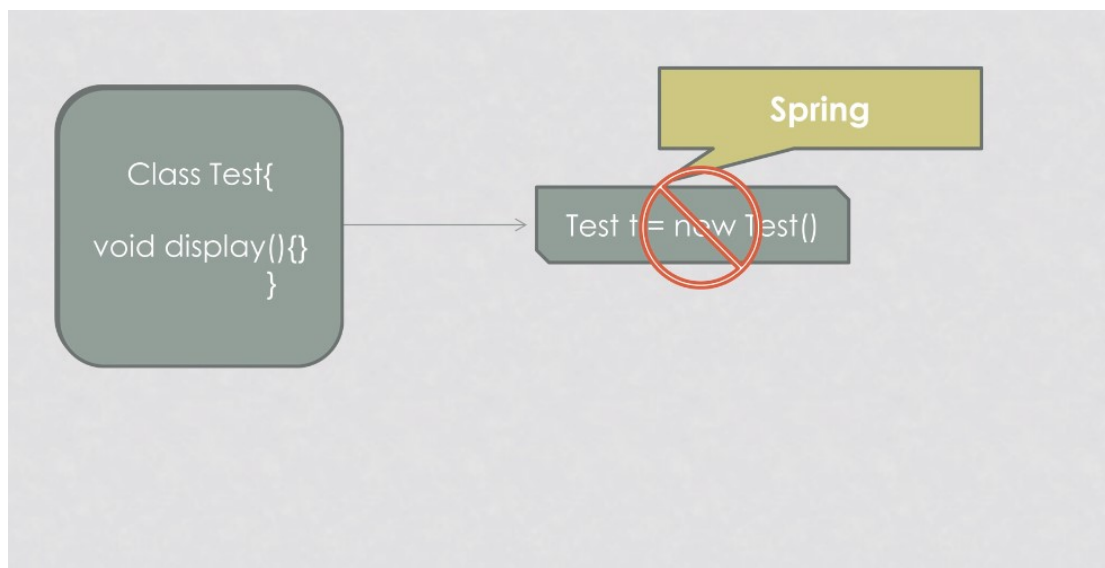 Class Test{
void display(){}
}
Spring
Test t = new Test()